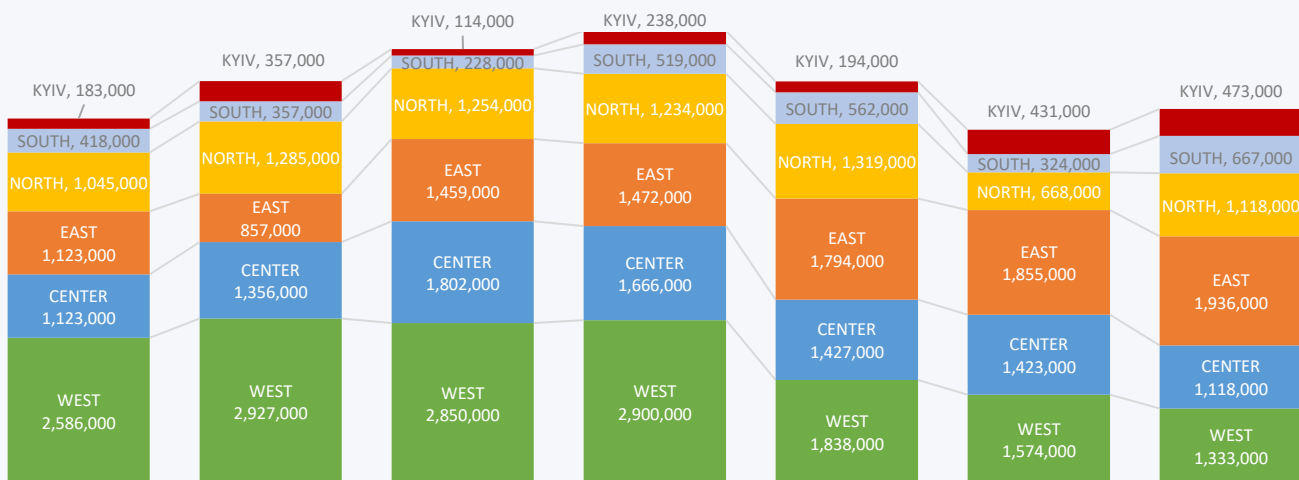 KYIV, 183,000
SOUTH, 418,000
NORTH, 1,045,000
EAST
1,123,000
CENTER
1,123,000
WEST
2,586,000
KYIV, 357,000
SOUTH, 357,000
NORTH, 1,285,000
EAST
857,000
CENTER
1,356,000
WEST
2,927,000
KYIV, 114,000
SOUTH, 228,000
NORTH, 1,254,000
EAST
1,459,000
CENTER
1,802,000
WEST
2,850,000
KYIV, 238,000
SOUTH, 519,000
NORTH, 1,234,000
EAST
1,472,000
CENTER
1,666,000
WEST
2,900,000
KYIV, 194,000
SOUTH, 562,000
NORTH, 1,319,000
EAST
1,794,000
CENTER
1,427,000
WEST
1,838,000
KYIV, 431,000
SOUTH, 324,000
NORTH, 668,000
EAST
1,855,000
CENTER
1,423,000
WEST
1,574,000
KYIV, 473,000
SOUTH, 667,000
NORTH, 1,118,000
EAST
1,936,000
CENTER
1,118,000
WEST
1,333,000